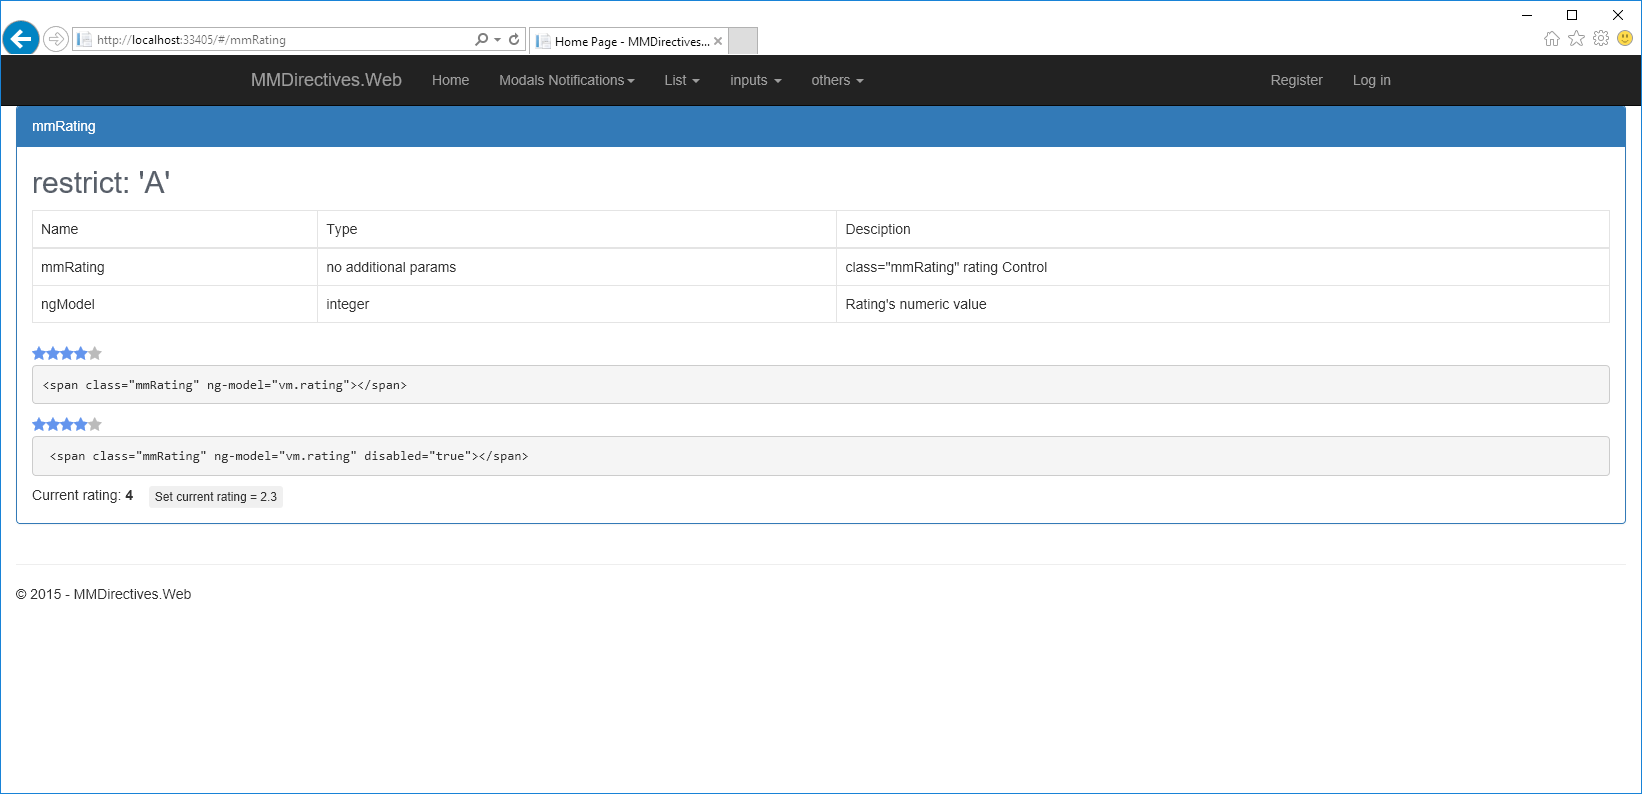 http://localhost:33405/#/mmRating
Home Page - MMDirectives...
MMDirectives.Web Home Modals Notifications List inputs others Register Log in
mmRating
restrict: 'A'
Name Type Desciption
mmRating no additional params class="mmRating" rating Control
ngModel integer Rating's numeric value
<span class="mmRating" ng-model="vm.rating"></span>
<span class="mmRating" ng-model="vm.rating" disabled="true"></span>
Current rating: 4 Set current rating = 2.3
© 2015 - MMDirectives.Web